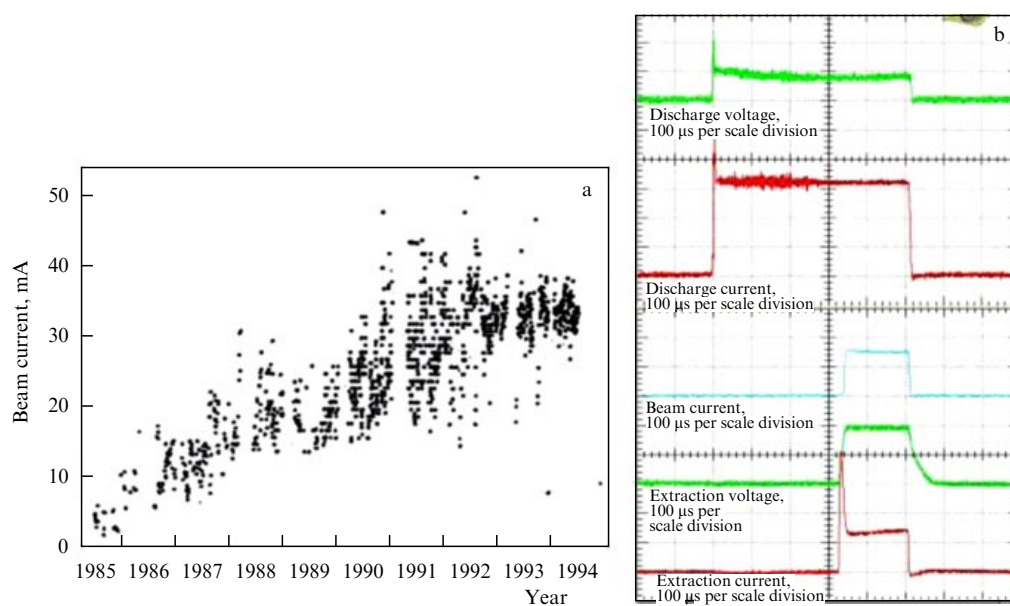 a
50
40
30
20
10
0
Beam current, mA
1985 1986 1987 1988 1989 1990 1991 1992 1993 1994
Year
b
Discharge voltage,
100 μs per scale division
Discharge current,
100 μs per scale division
Beam current,
100 μs per scale division
Extraction voltage,
100 μs per
scale division
Extraction current,
100 μs per scale division